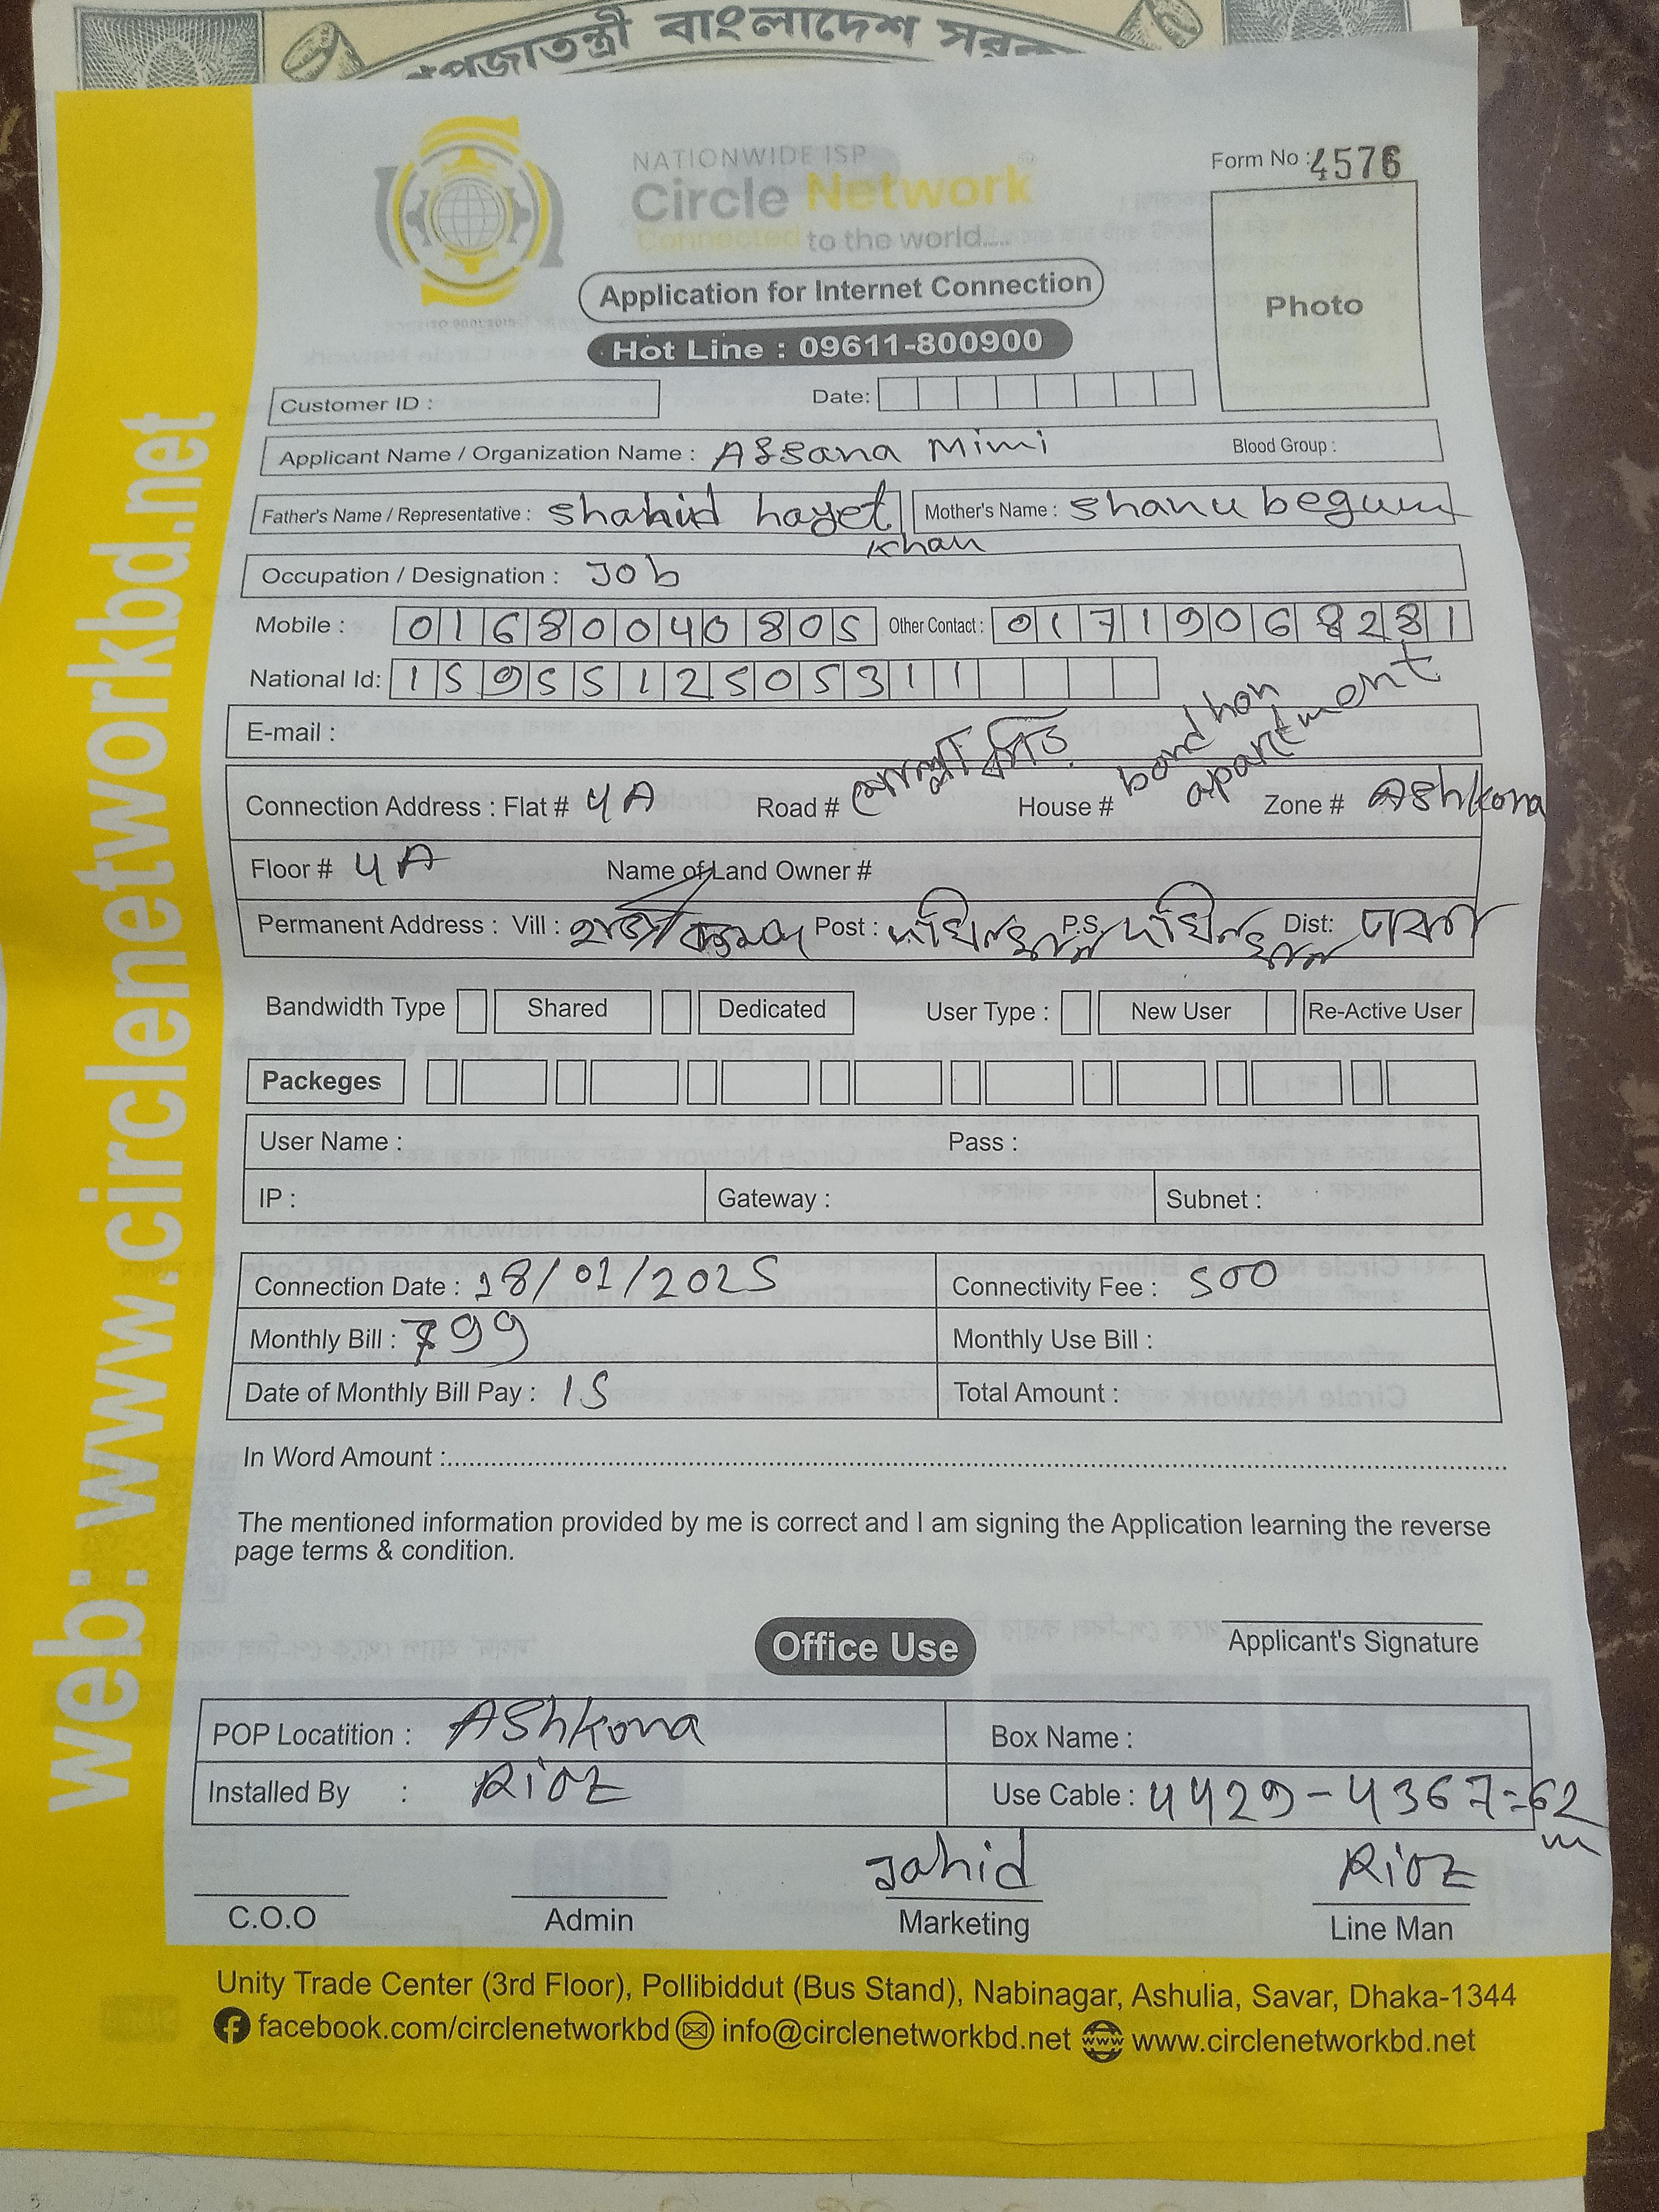 প্রজাতন্ত্রী বাংলাদেশ সরকার
Form No : 4576
NATIONWIDE ISP
Circle Network
Connected to the world....
Application for Internet Connection
Photo
Hot Line : 09611-800900
Customer ID : Date:
Applicant Name / Organization Name : Afsana Mimi Blood Group :
Father's Name / Representative : Shahid hayet khan Mother's Name : Shanu begum
Occupation / Designation : Job
Mobile : 01680040805 Other Contact : 01719068281
National Id: 1595512505311
E-mail :
Connection Address : Flat # 4A Road # House # bondhon apartment Zone # Ashkona
Floor # 4A Name of Land Owner #
Permanent Address : Vill : Post : P.S. Dist:
Bandwidth Type Shared Dedicated User Type : New User Re-Active User
Packeges
User Name : Pass :
IP : Gateway : Subnet :
Connection Date : 18/01/2025 Connectivity Fee : 500
Monthly Bill : 799 Monthly Use Bill :
Date of Monthly Bill Pay : 15 Total Amount :
In Word Amount :
The mentioned information provided by me is correct and I am signing the Application learning the reverse
page terms & condition.
Applicant's Signature
Office Use
POP Locatition : Ashkona Box Name :
Installed By : Rioz Use Cable : 4429-4367=62 m
Jahid Rioz
C.O.O Admin Marketing Line Man
Unity Trade Center (3rd Floor), Pollibiddut (Bus Stand), Nabinagar, Ashulia, Savar, Dhaka-1344
facebook.com/circlenetworkbd info@circlenetworkbd.net www.circlenetworkbd.net
web: www.circlenetworkbd.net